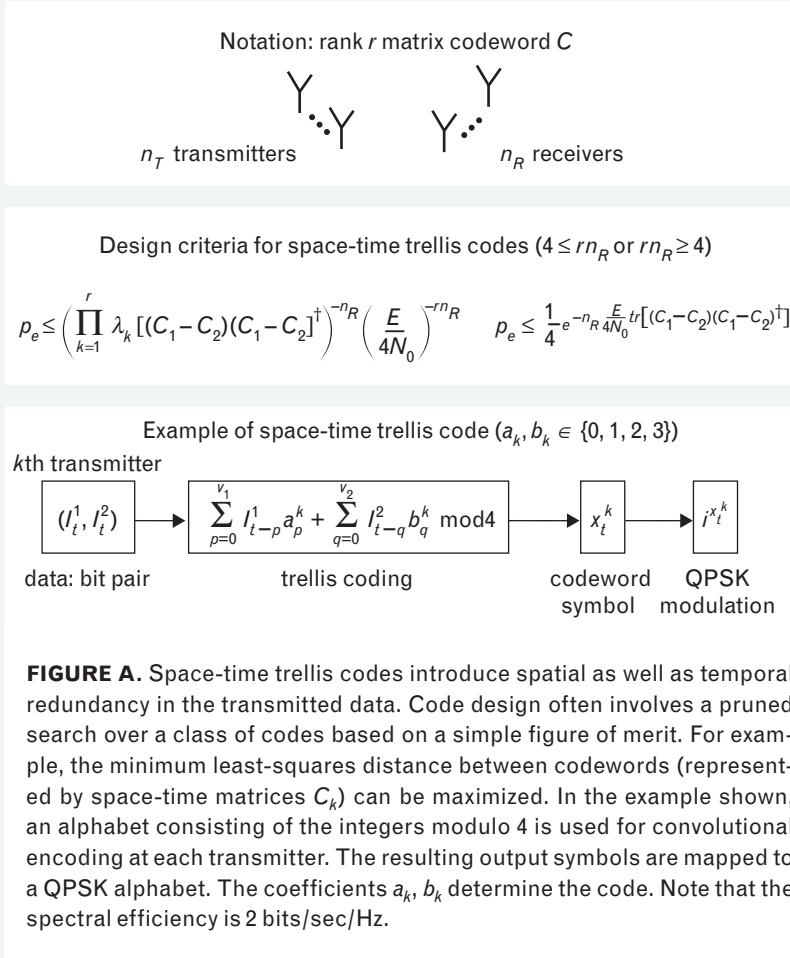 Notation: rank r matrix codeword C
n_T transmitters
n_R receivers
Design criteria for space-time trellis codes (4 ≤ rn_R or rn_R ≥ 4)
p_e ≤ ( ∏_{k=1}^{r} λ_k [(C_1 – C_2)(C_1 – C_2]^† )^{–n_R} ( E / 4N_0 )^{–rn_R}    p_e ≤ 1/4 e^{–n_R E/4N_0 tr[(C_1–C_2)(C_1–C_2)^†]}
Example of space-time trellis code (a_k, b_k ∈ {0, 1, 2, 3})
kth transmitter
(I_t^1, I_t^2)    ∑_{p=0}^{v_1} I_{t–p}^1 a_p^k + ∑_{q=0}^{v_2} I_{t–q}^2 b_q^k mod4    x_t^k    i^{x_t^k}
data: bit pair    trellis coding    codeword    QPSK
symbol    modulation
FIGURE A. Space-time trellis codes introduce spatial as well as temporal
redundancy in the transmitted data. Code design often involves a pruned
search over a class of codes based on a simple figure of merit. For exam-
ple, the minimum least-squares distance between codewords (represent-
ed by space-time matrices C_k) can be maximized. In the example shown,
an alphabet consisting of the integers modulo 4 is used for convolutional
encoding at each transmitter. The resulting output symbols are mapped to
a QPSK alphabet. The coefficients a_k, b_k determine the code. Note that the
spectral efficiency is 2 bits/sec/Hz.